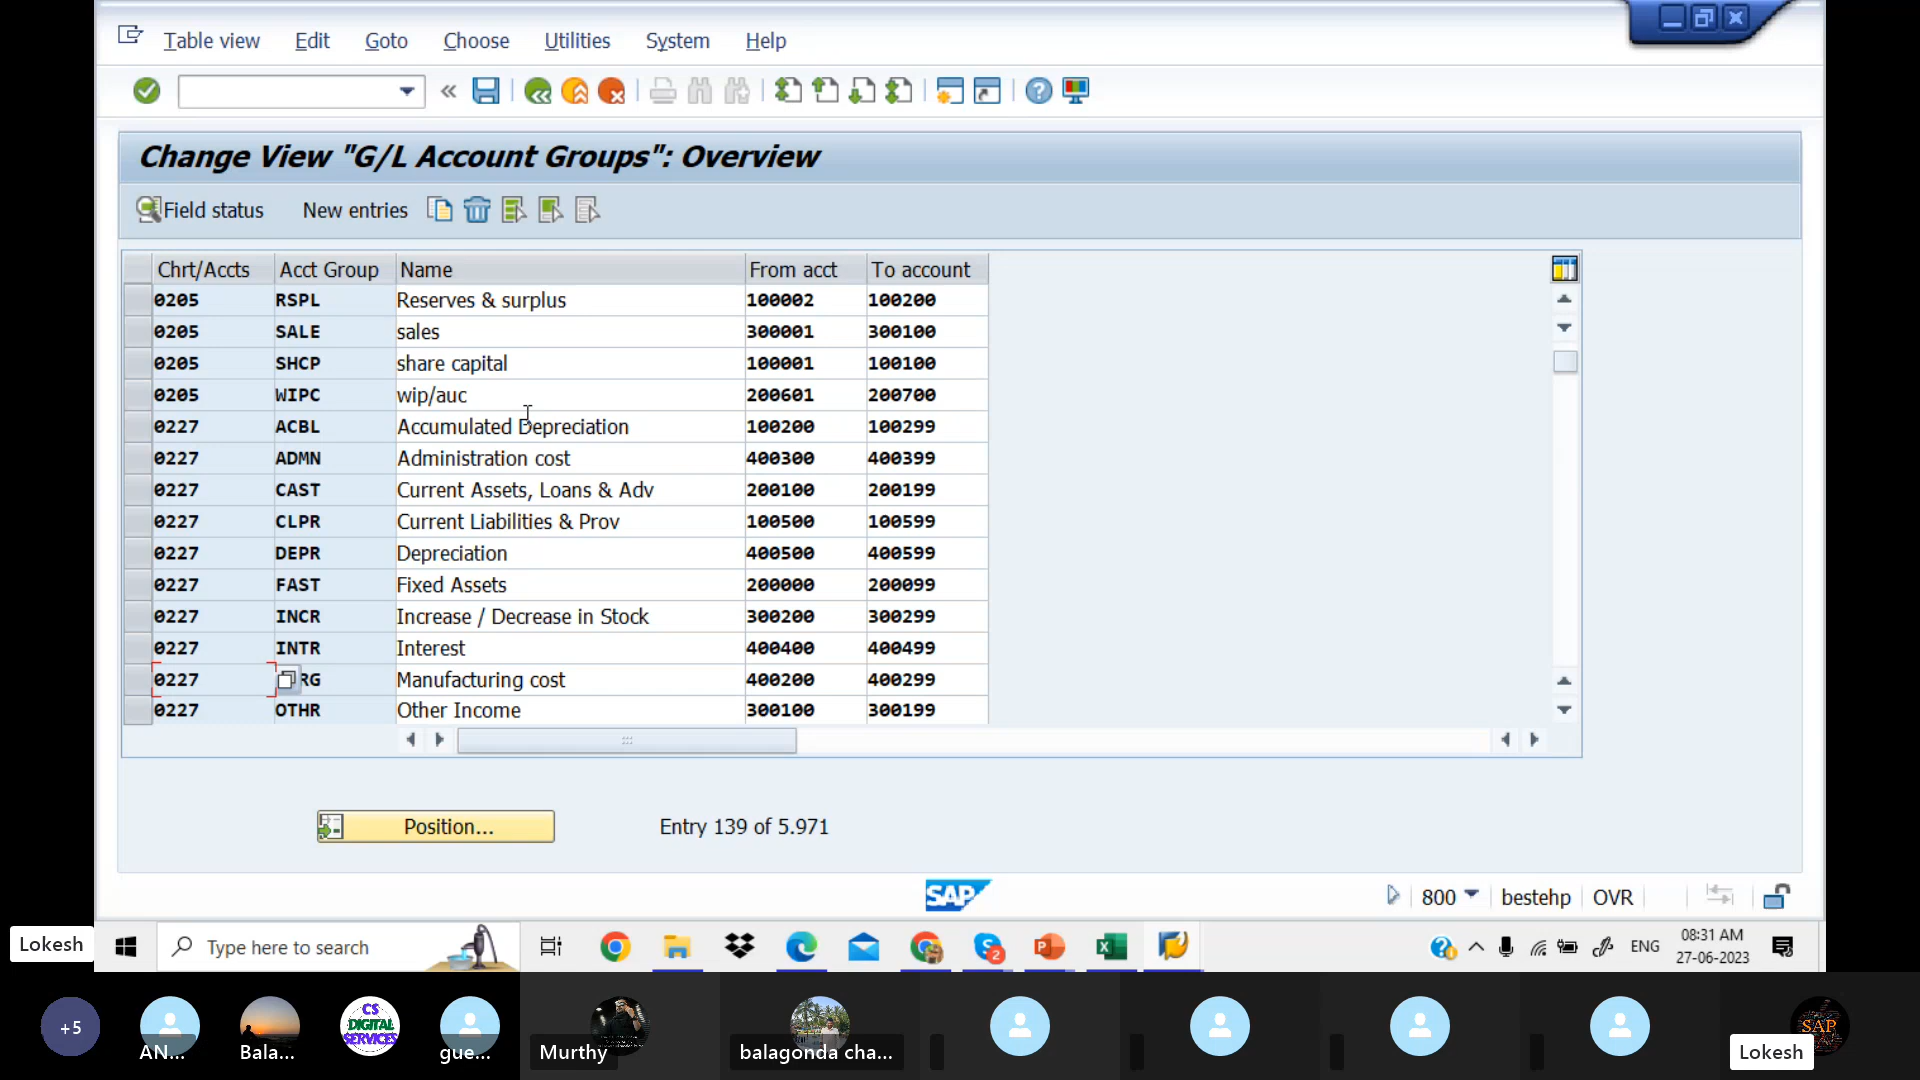 Table view Edit Goto Choose Utilities System Help
Change View "G/L Account Groups": Overview
Field status New entries
Chrt/Accts Acct Group Name From acct To account
0205 RSPL Reserves & surplus 100002 100200
0205 SALE sales 300001 300100
0205 SHCP share capital 100001 100100
0205 WIPC wip/auc 200601 200700
0227 ACBL Accumulated Depreciation 100200 100299
0227 ADMN Administration cost 400300 400399
0227 CAST Current Assets, Loans & Adv 200100 200199
0227 CLPR Current Liabilities & Prov 100500 100599
0227 DEPR Depreciation 400500 400599
0227 FAST Fixed Assets 200000 200099
0227 INCR Increase / Decrease in Stock 300200 300299
0227 INTR Interest 400400 400499
0227 RG Manufacturing cost 400200 400299
0227 OTHR Other Income 300100 300199
Position... Entry 139 of 5.971
SAP 800 bestehp OVR
Lokesh Type here to search 2 ENG 08:31 AM
27-06-2023
+5 AN... Bala... CS DIGITAL SERVICES gue... Murthy balagonda cha... SAP Lokesh